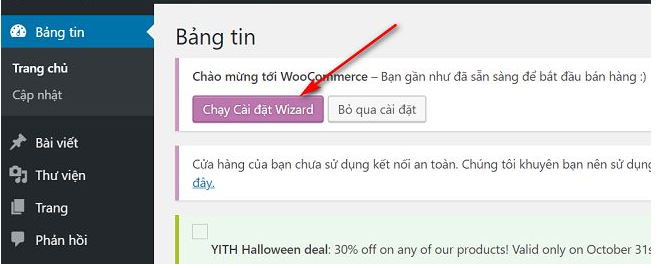 Bảng tin
Trang chủ
Cập nhật
Bài viết
Thư viện
Trang
Phản hồi
Bảng tin
Chào mừng tới WooCommerce – Bạn gần như đã sẵn sàng để bắt đầu bán hàng :)
Chạy Cài đặt Wizard
Bỏ qua cài đặt
Cửa hàng của bạn chưa sử dụng kết nối an toàn. Chúng tôi khuyên bạn nên sử dụng
đây.
YITH Halloween deal: 30% off on any of our products! Valid only on October 31s